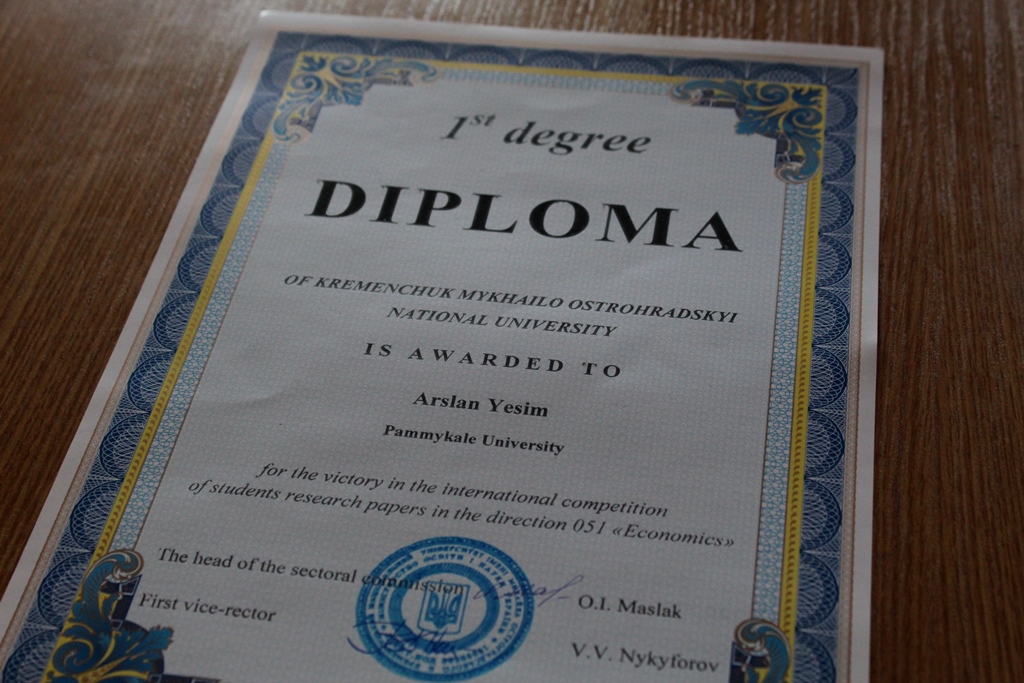 1st degree
DIPLOMA
OF KREMENCHUK MYKHAILO OSTROHRADSKYI
NATIONAL UNIVERSITY
IS AWARDED TO
Arslan Yesim
Pammykale University
for the victory in the international competition
of students research papers in the direction 051 «Economics»
The head of the sectoral commission O.I. Maslak
First vice-rector V.V. Nykyforov